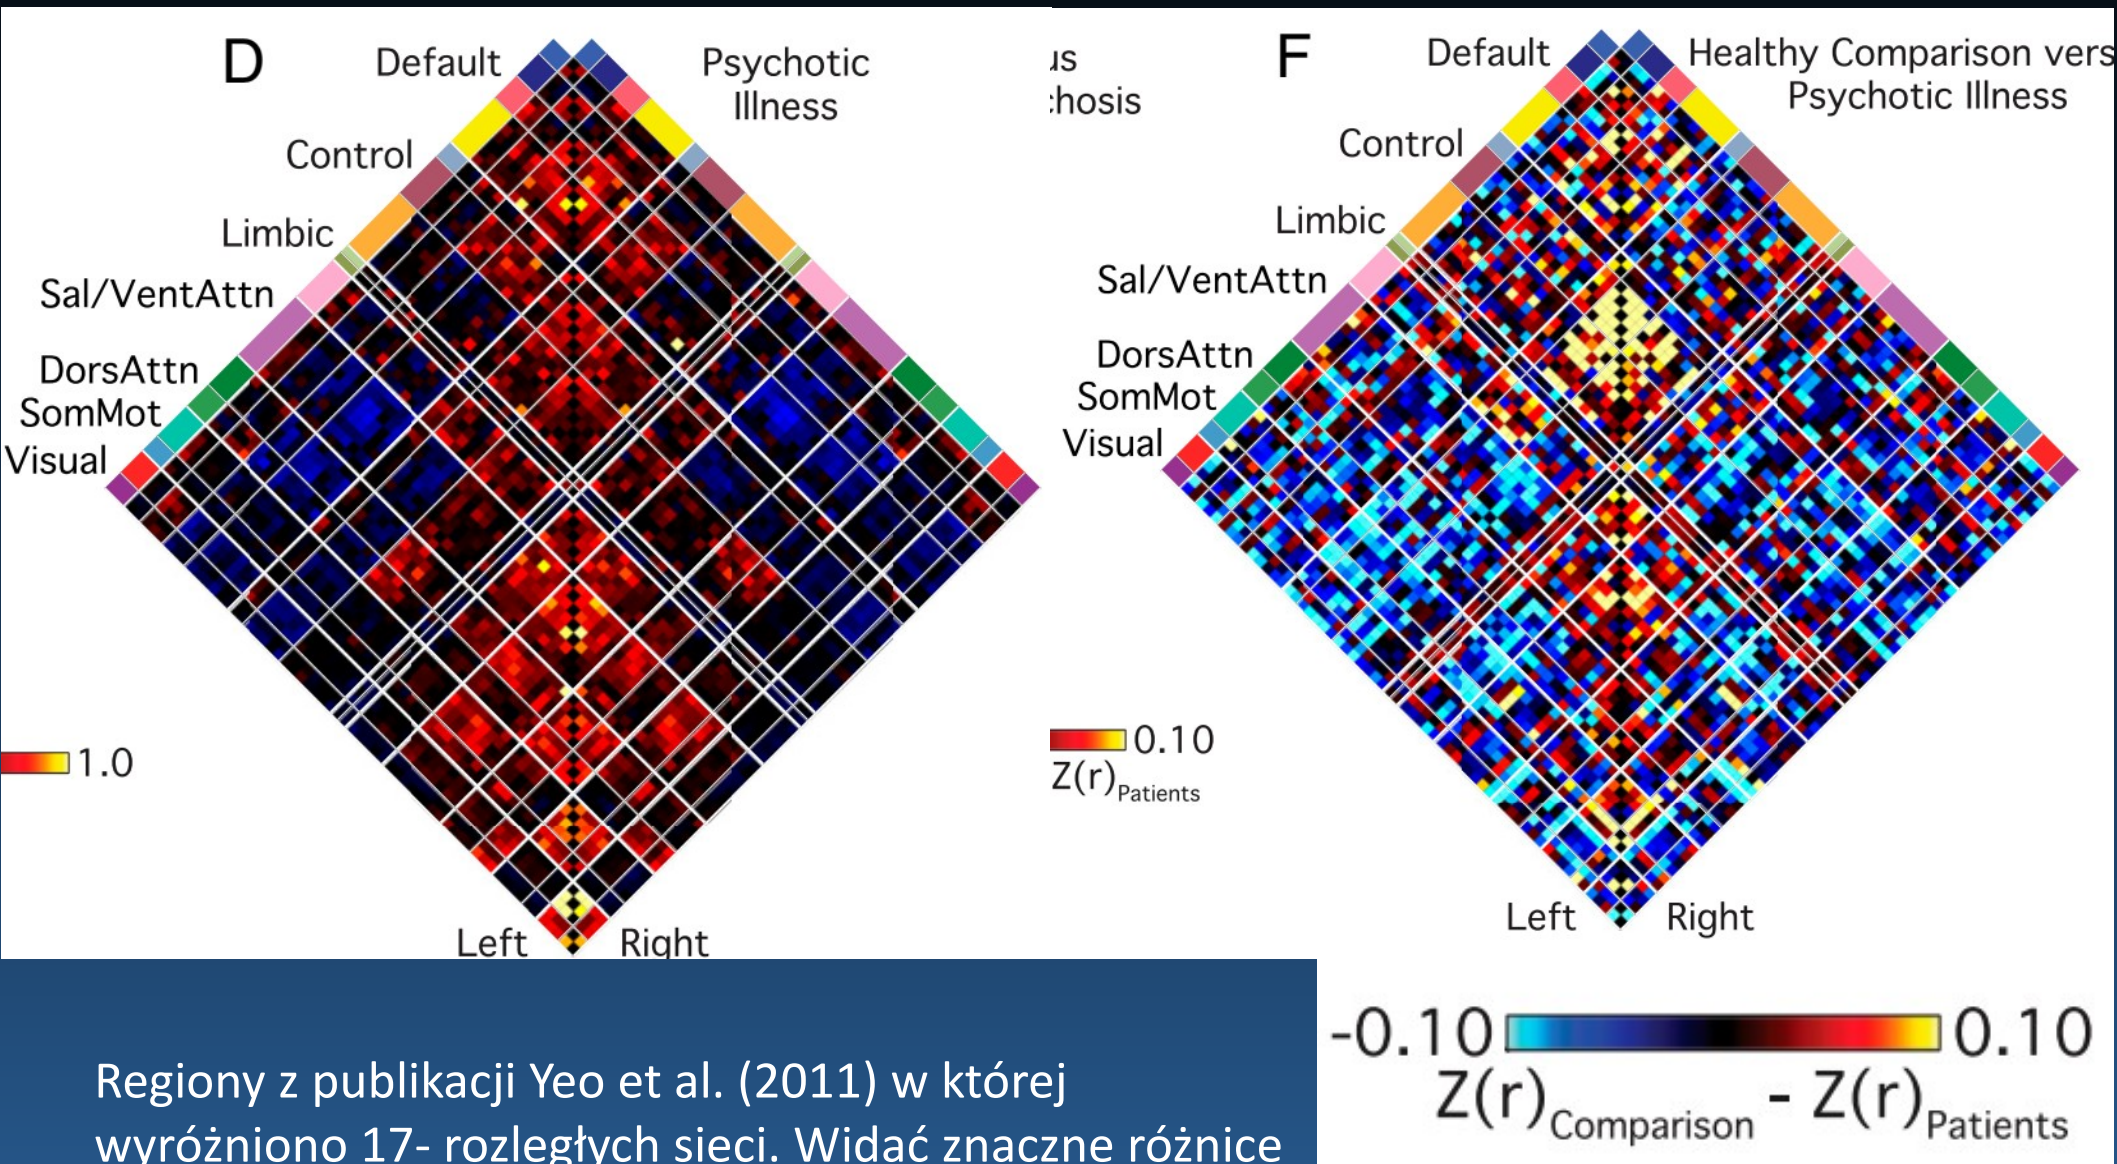 D
Default
Psychotic
Illness
Control
Limbic
Sal/VentAttn
DorsAttn
SomMot
Visual
1.0
Left
Right
us
chosis
0.10
Z(r)Patients
F
Default
Healthy Comparison vers
Psychotic Illness
Control
Limbic
Sal/VentAttn
DorsAttn
SomMot
Visual
Left
Right
-0.10
0.10
Z(r)Comparison - Z(r)Patients
Regiony z publikacji Yeo et al. (2011) w której
wyróżniono 17- rozległych sieci. Widać znaczne różnice